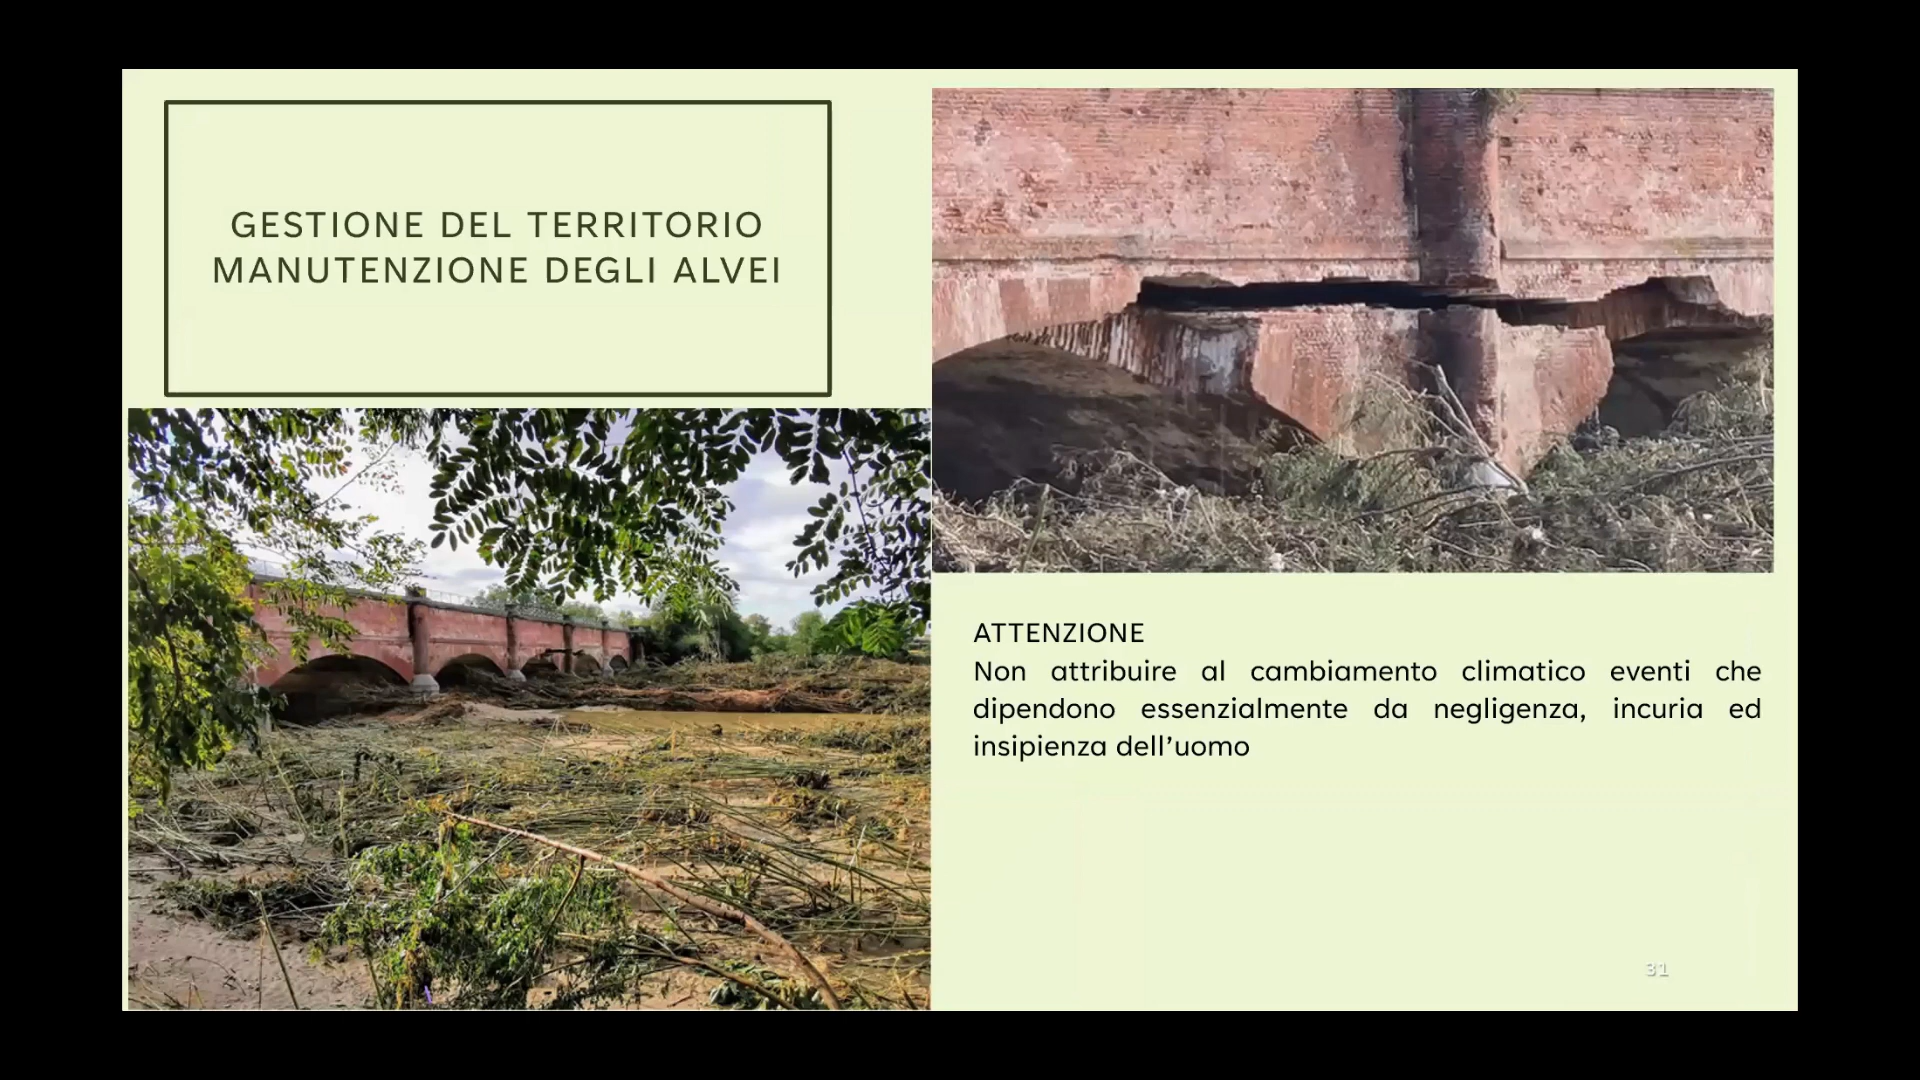 GESTIONE DEL TERRITORIO
MANUTENZIONE DEGLI ALVEI
ATTENZIONE
Non attribuire al cambiamento climatico eventi che
dipendono essenzialmente da negligenza, incuria ed
insipienza dell’uomo
31